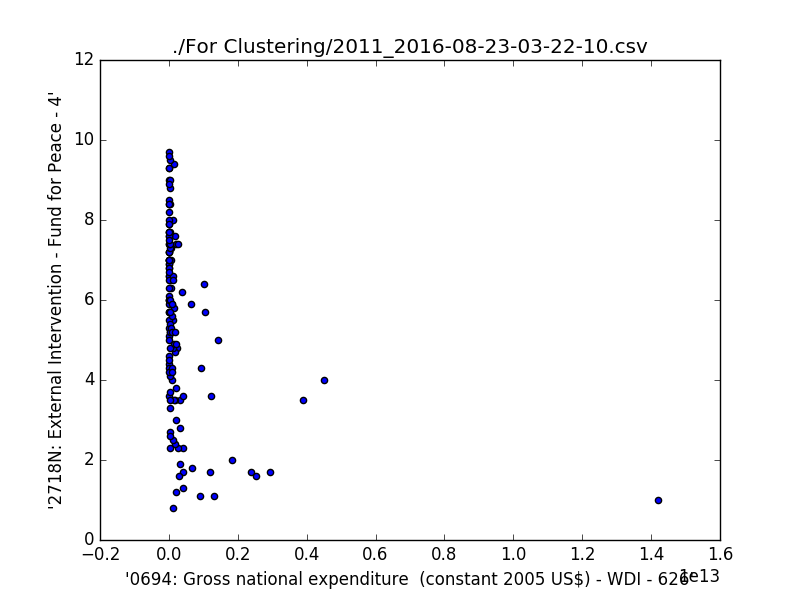 ./For Clustering/2011_2016-08-23-03-22-10.csv
12
10
8
6
4
2
0
'2718N: External Intervention - Fund for Peace - 4'
−0.2 0.0 0.2 0.4 0.6 0.8 1.0 1.2 1.4 1.6
1e13
'0694: Gross national expenditure (constant 2005 US$) - WDI - 626'